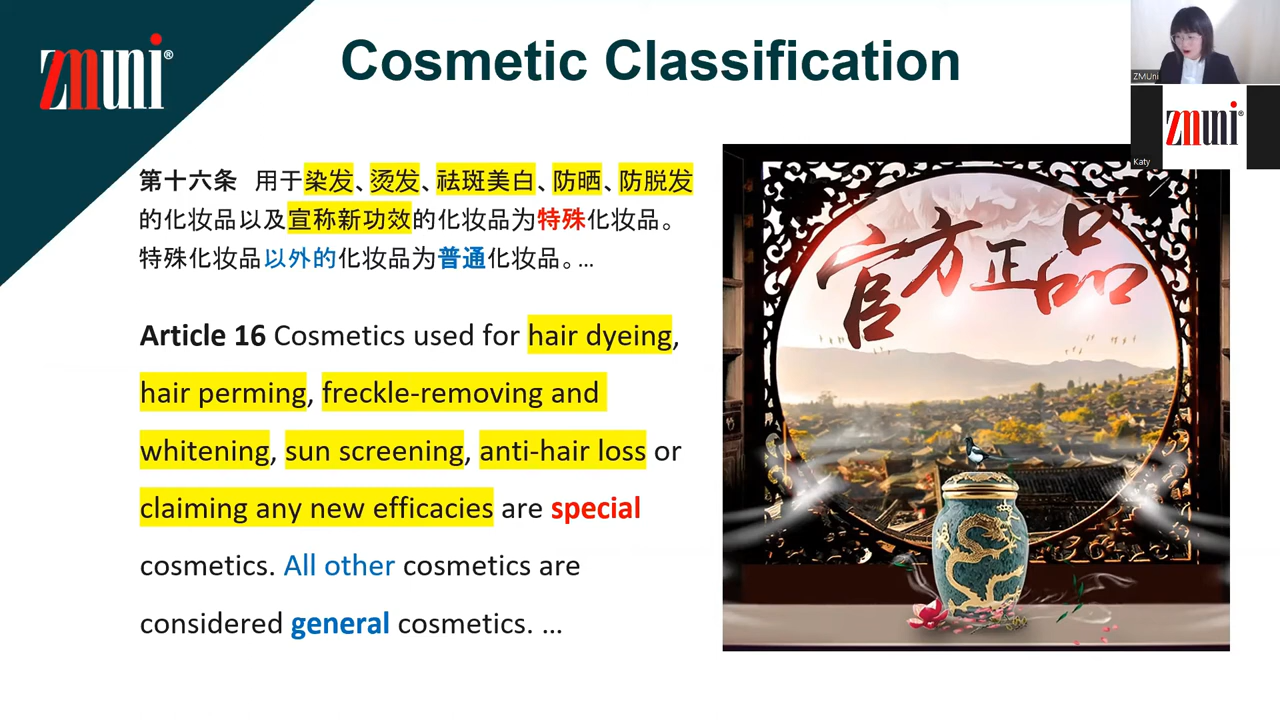 zmuni®
Cosmetic Classification
ZMUni
zmuni®
Katy
第十六条 用于染发、烫发、祛斑美白、防晒、防脱发
的化妆品以及宣称新功效的化妆品为特殊化妆品。
特殊化妆品以外的化妆品为普通化妆品。...
官方正品
Article 16 Cosmetics used for hair dyeing,
hair perming, freckle-removing and
whitening, sun screening, anti-hair loss or
claiming any new efficacies are special
cosmetics. All other cosmetics are
considered general cosmetics. ...